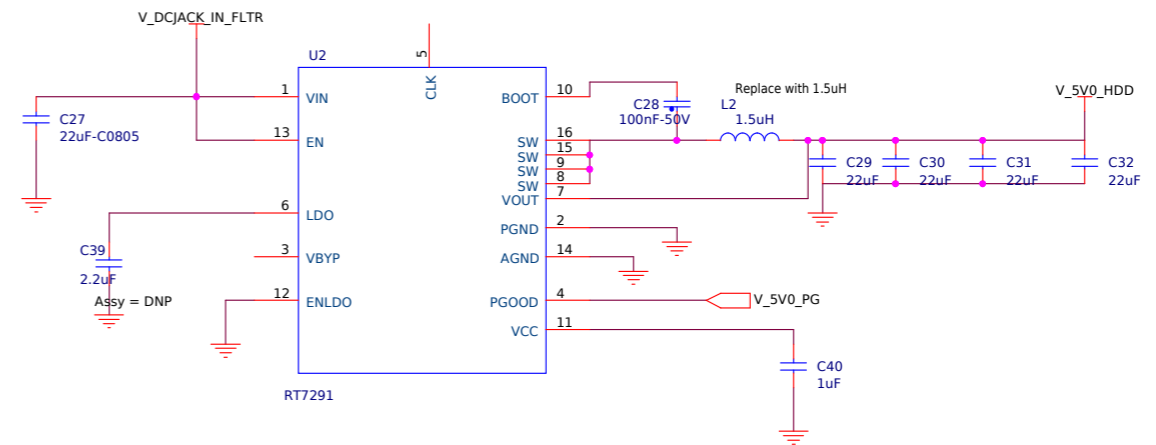 V_DCJACK_IN_FLTR
U2
5
CLK
1
VIN
BOOT
10
C27
22uF-C0805
C28
100nF-50V
L2
Replace with 1.5uH
1.5uH
V_5V0_HDD
13
EN
SW
16
SW
15
SW
9
SW
8
VOUT
7
C29
22uF
C30
22uF
C31
22uF
C32
22uF
6
LDO
PGND
2
C39
2.2uF
Assy = DNP
3
VBYP
AGND
14
12
ENLDO
PGOOD
4
V_5V0_PG
VCC
11
C40
1uF
RT7291